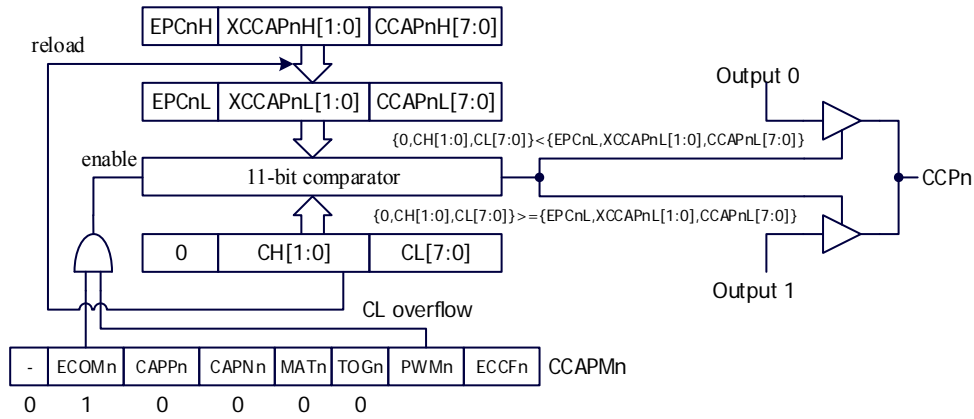 EPCnH XCCAPnH[1:0] CCAPnH[7:0]
reload
EPCnL XCCAPnL[1:0] CCAPnL[7:0]
Output 0
{0,CH[1:0],CL[7:0]}<{EPCnL,XCCAPnL[1:0],CCAPnL[7:0]}
enable
11-bit comparator
CCPn
{0,CH[1:0],CL[7:0]}>={EPCnL,XCCAPnL[1:0],CCAPnL[7:0]}
0 CH[1:0] CL[7:0]
Output 1
CL overflow
- ECOMn CAPPn CAPNn MATn TOGn PWMn ECCFn CCAPMn
0 1 0 0 0 0